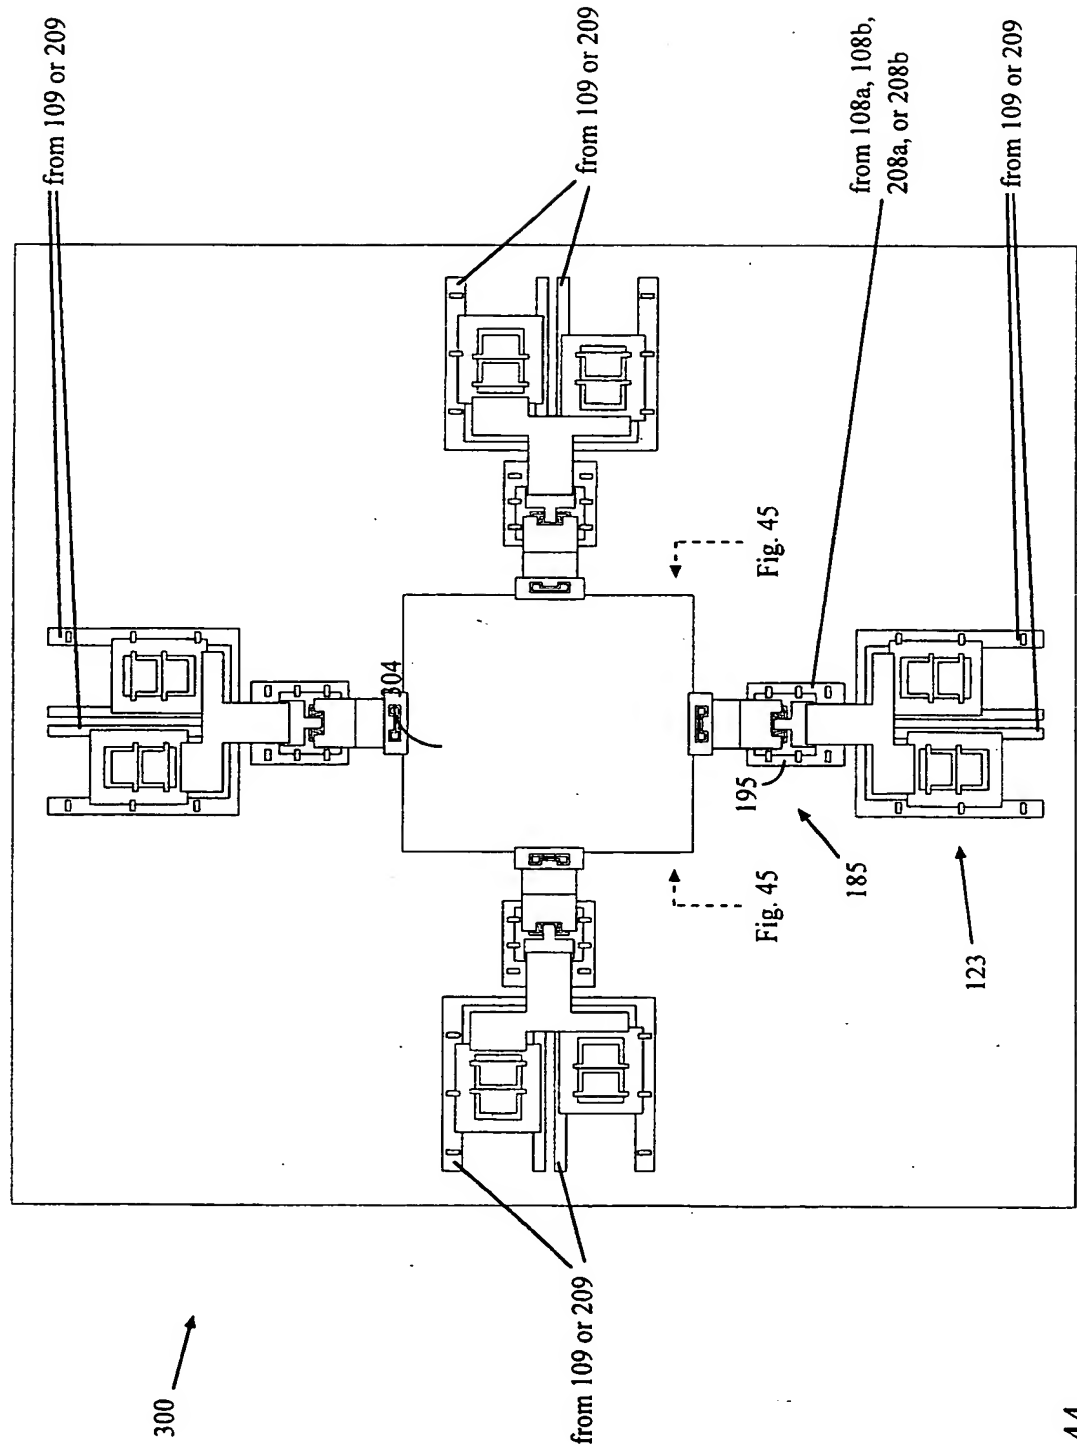 300
from 109 or 209
from 109 or 209
304
from 109 or 209
Fig. 45
Fig. 45
from 108a, 108b,
208a, or 208b
195
185
123
from 109 or 209
44